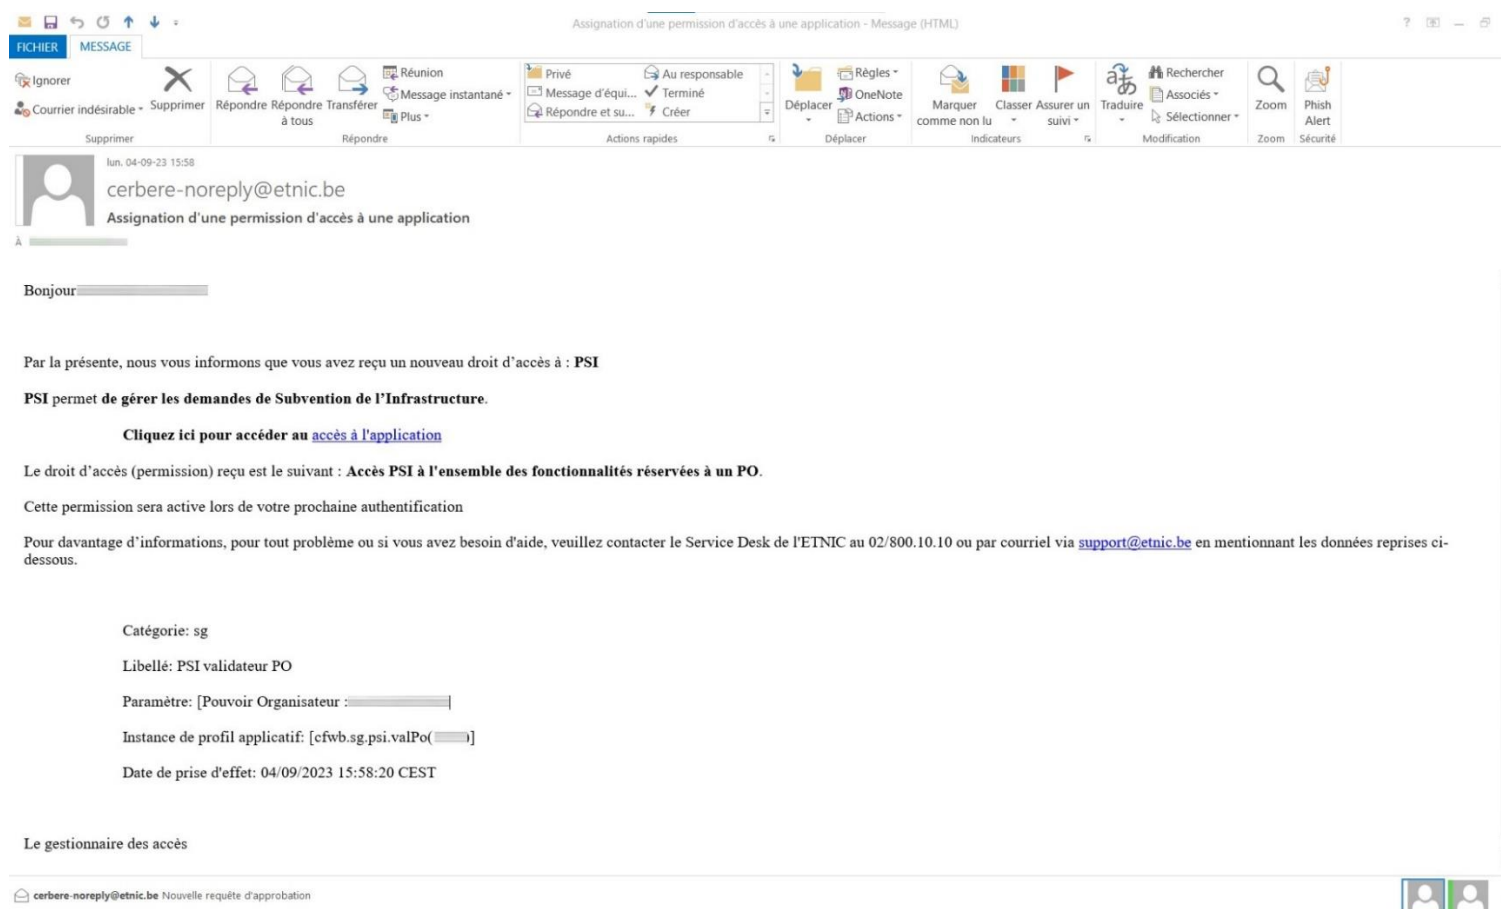 Assignation d'une permission d'accès à une application - Message (HTML)
FICHIER MESSAGE
Ignorer
Courrier indésirable
Supprimer
Répondre
Répondre à tous
Transférer
Réunion
Message instantané
Plus
Privé
Message d'équi...
Répondre et su...
Au responsable
Terminé
Créer
Déplacer
Règles
OneNote
Actions
Marquer comme non lu
Classer
Assurer un suivi
Traduire
Rechercher
Associés
Sélectionner
Zoom
Phish Alert
Supprimer
Répondre
Actions rapides
Déplacer
Indicateurs
Modification
Zoom
Sécurité
lun. 04-09-23 15:58
cerbere-noreply@etnic.be
Assignation d'une permission d'accès à une application
À
Bonjour
Par la présente, nous vous informons que vous avez reçu un nouveau droit d’accès à : PSI
PSI permet de gérer les demandes de Subvention de l’Infrastructure.
Cliquez ici pour accéder au accès à l'application
Le droit d’accès (permission) reçu est le suivant : Accès PSI à l'ensemble des fonctionnalités réservées à un PO.
Cette permission sera active lors de votre prochaine authentification
Pour davantage d’informations, pour tout problème ou si vous avez besoin d'aide, veuillez contacter le Service Desk de l'ETNIC au 02/800.10.10 ou par courriel via support@etnic.be en mentionnant les données reprises ci-
dessous.
Catégorie: sg
Libellé: PSI validateur PO
Paramètre: [Pouvoir Organisateur :
Instance de profil applicatif: [cfwb.sg.psi.valPo( )]
Date de prise d'effet: 04/09/2023 15:58:20 CEST
Le gestionnaire des accès
cerbere-noreply@etnic.be Nouvelle requête d'approbation